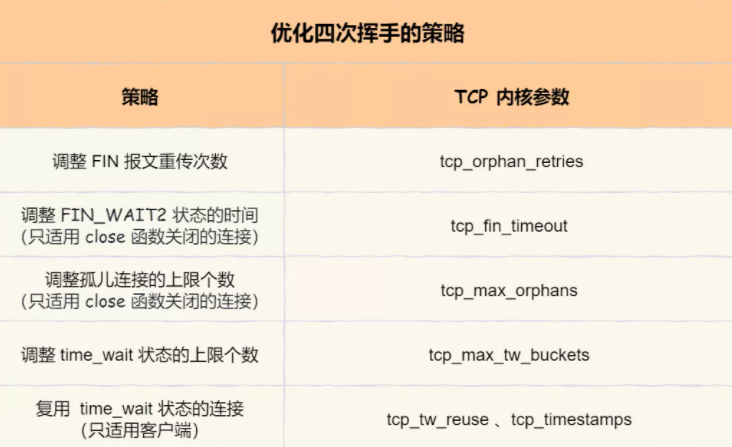 优化四次挥手的策略
策略
TCP 内核参数
调整 FIN 报文重传次数
tcp_orphan_retries
调整 FIN_WAIT2 状态的时间
（只适用 close 函数关闭的连接）
tcp_fin_timeout
调整孤儿连接的上限个数
（只适用 close 函数关闭的连接）
tcp_max_orphans
调整 time_wait 状态的上限个数
tcp_max_tw_buckets
复用 time_wait 状态的连接
（只适用客户端）
tcp_tw_reuse 、tcp_timestamps